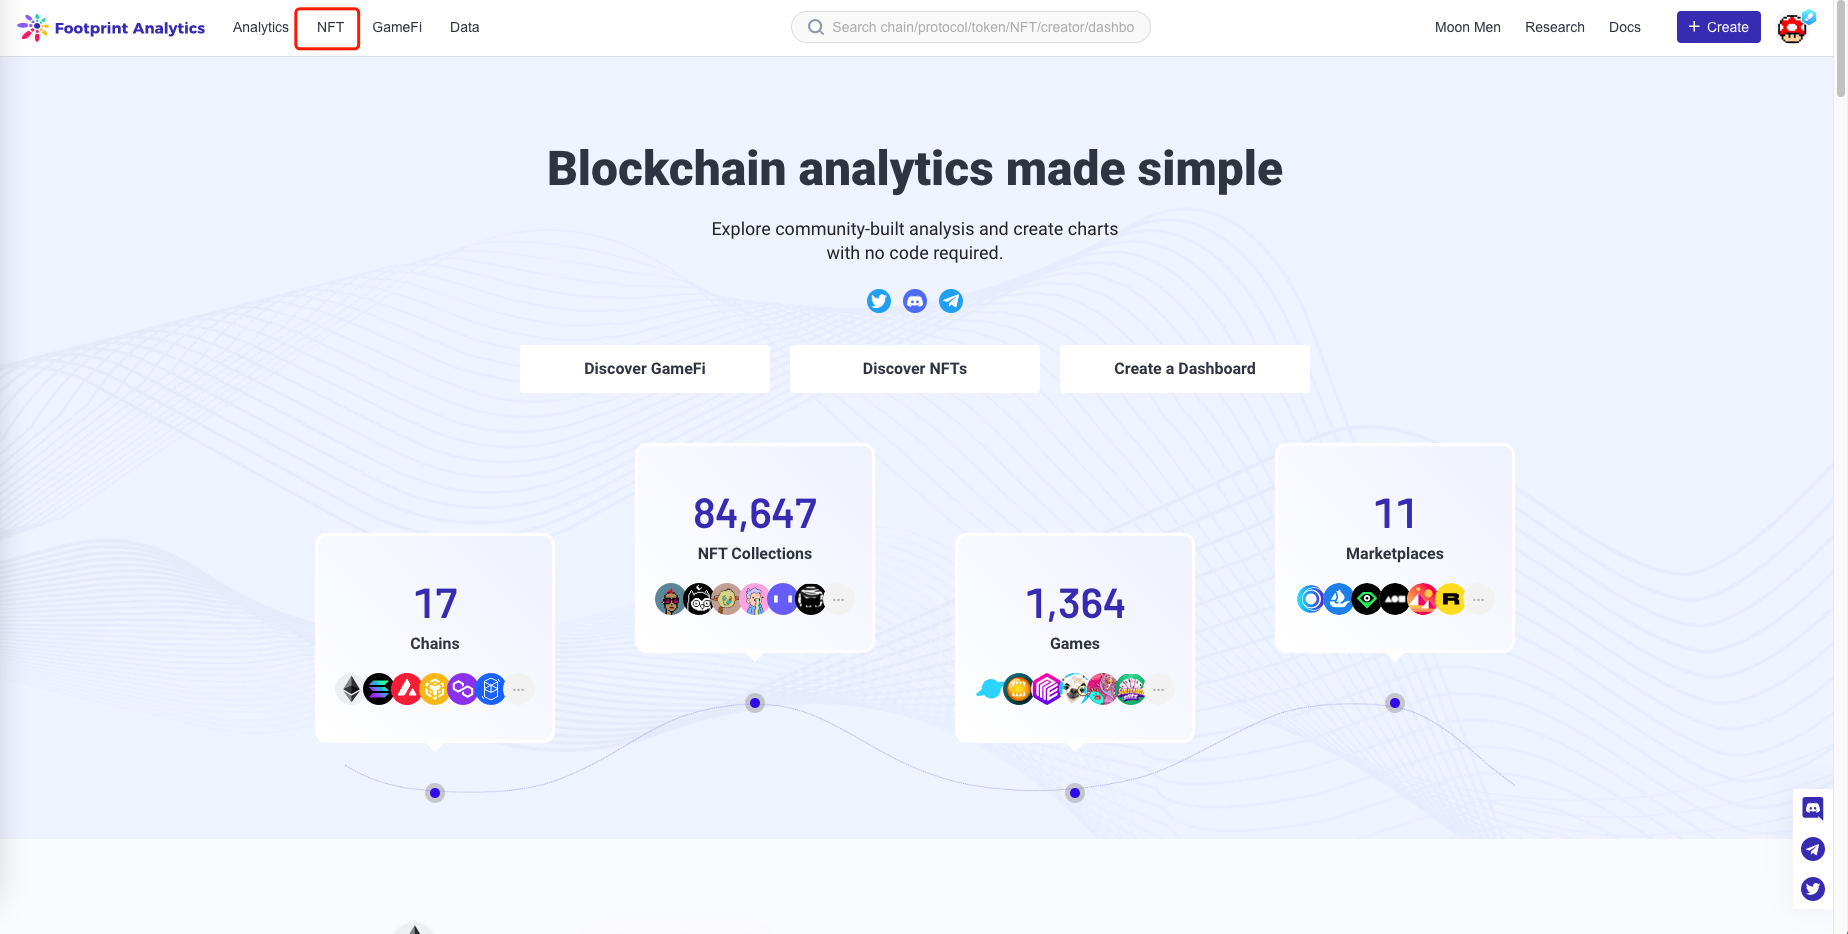 Footprint Analytics
Analytics
NFT
GameFi
Data
Search chain/protocol/token/NFT/creator/dashbo
Moon Men
Research
Docs
+ Create
Blockchain analytics made simple
Explore community-built analysis and create charts
with no code required.
Discover GameFi
Discover NFTs
Create a Dashboard
17
Chains
84,647
NFT Collections
1,364
Games
11
Marketplaces